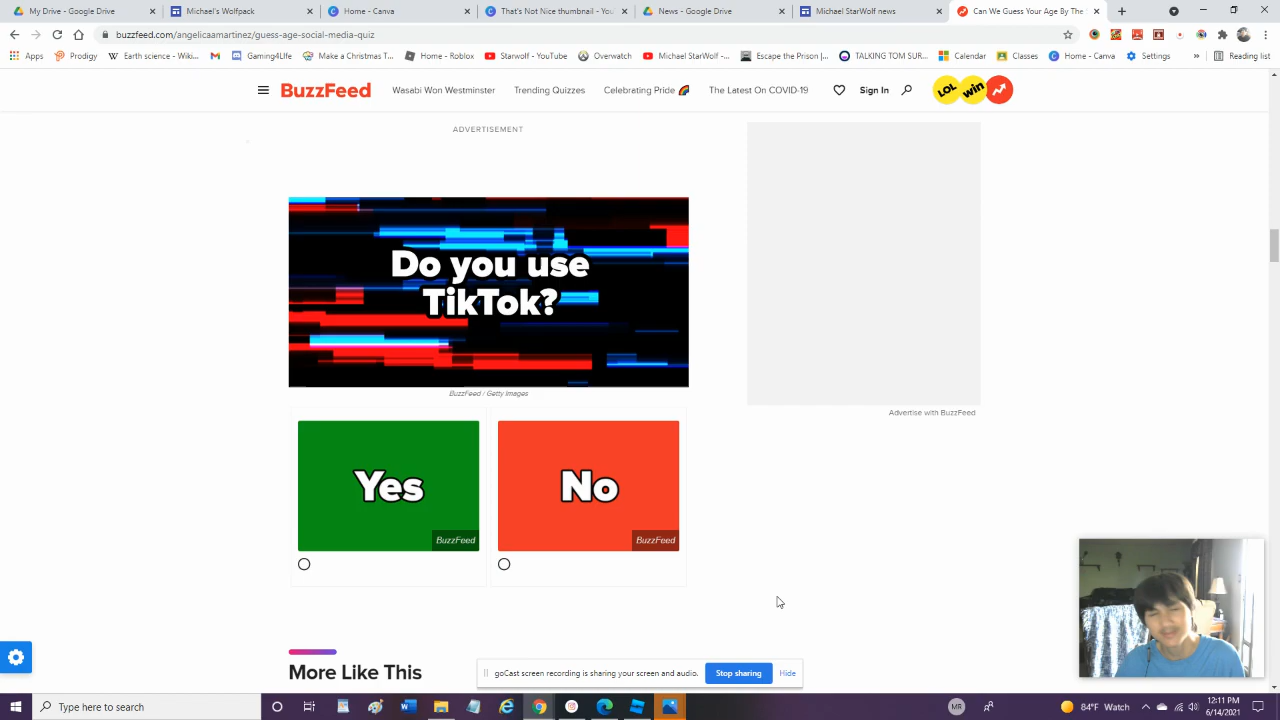 My Drive - Google Drive
Michael's Wolfpack
Canva
That's Not Nice thumbnail - You
Google Drive
Michael StarWolf news
We Can Guess Your Age By The
buzzfeed.com/angelicaamartinez/guess-age-social-media-quiz
Apps
Prodigy
Earth science - Wikip...
Gaming4LIfe
Make a Christmas T...
Home - Roblox
Starwolf - YouTube
Overwatch
Michael StarWolf -...
Escape the Prison |...
TALKING TOM SUR...
Calendar
Classes
Home - Canva
Settings
»
Reading list
BuzzFeed
Wasabi Won Westminster
Trending Quizzes
Celebrating Pride
The Latest On COVID-19
Sign In
LOL
win
ADVERTISEMENT
Do you use
TikTok?
BuzzFeed / Getty Images
Advertise with BuzzFeed
Yes
No
BuzzFeed
BuzzFeed
More Like This
goCast screen recording is sharing your screen and audio.
Stop sharing
Hide
Type here to search
MR
84°F Watch
12:11 PM
6/14/2021